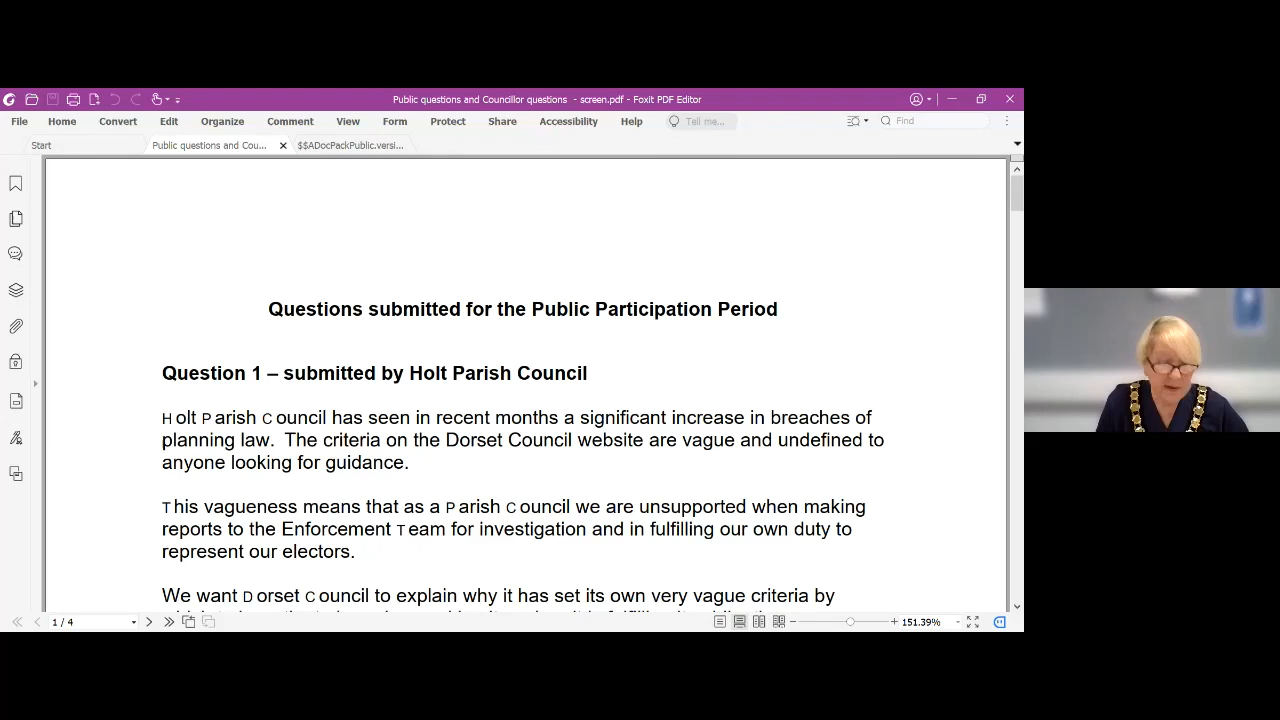 Public questions and Councillor questions - screen.pdf - Foxit PDF Editor
File Home Convert Edit Organize Comment View Form Protect Share Accessibility Help Tell me... Find
Start Public questions and Cou... $$ADocPackPublic.versi...
Questions submitted for the Public Participation Period
Question 1 – submitted by Holt Parish Council
Holt Parish Council has seen in recent months a significant increase in breaches of
planning law. The criteria on the Dorset Council website are vague and undefined to
anyone looking for guidance.
This vagueness means that as a Parish Council we are unsupported when making
reports to the Enforcement Team for investigation and in fulfilling our own duty to
represent our electors.
We want Dorset Council to explain why it has set its own very vague criteria by
1 / 4 151.39%